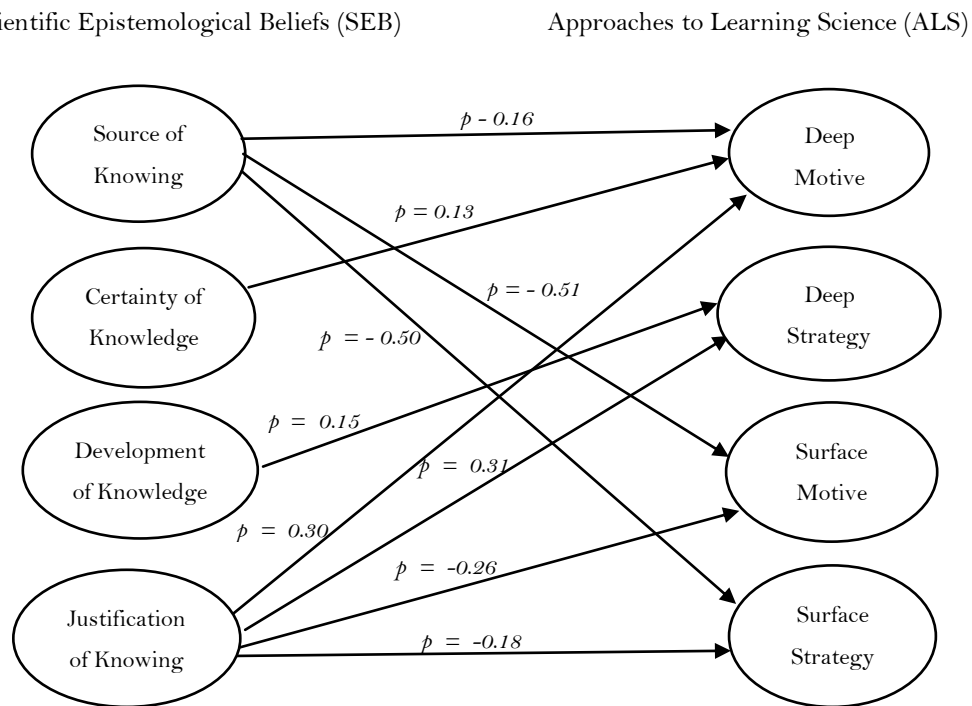 ientific Epistemological Beliefs (SEB)
Approaches to Learning Science (ALS)
Source of
Knowing
p - 0.16
Deep
Motive
p = 0.13
Certainty of
Knowledge
p = - 0.51
Deep
Strategy
p = - 0.50
p = 0.15
Development
of Knowledge
p = 0.31
Surface
Motive
p = 0.30
p = -0.26
Justification
of Knowing
p = -0.18
Surface
Strategy